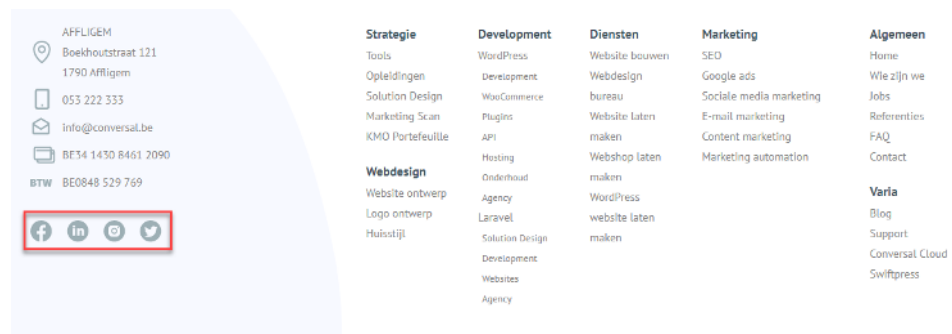 AFFLIGEM
Boekhoutstraat 121
1790 Affligem
053 222 333
info@conversal.be
BE34 1430 8461 2090
BTW BE0848 529 769
Strategie
Tools
Opleidingen
Solution Design
Marketing Scan
KMO Portefeuille
Webdesign
Website ontwerp
Logo ontwerp
Huisstijl
Development
WordPress
Development
WooCommerce
Plugins
API
Hosting
Onderhoud
Agency
Laravel
Solution Design
Development
Websites
Agency
Diensten
Website bouwen
Webdesign
bureau
Website laten
maken
Webshop laten
maken
WordPress
website laten
maken
Marketing
SEO
Google ads
Sociale media marketing
E-mail marketing
Content marketing
Marketing automation
Algemeen
Home
Wie zijn we
Jobs
Referenties
FAQ
Contact
Varia
Blog
Support
Conversal Cloud
Swiftpress